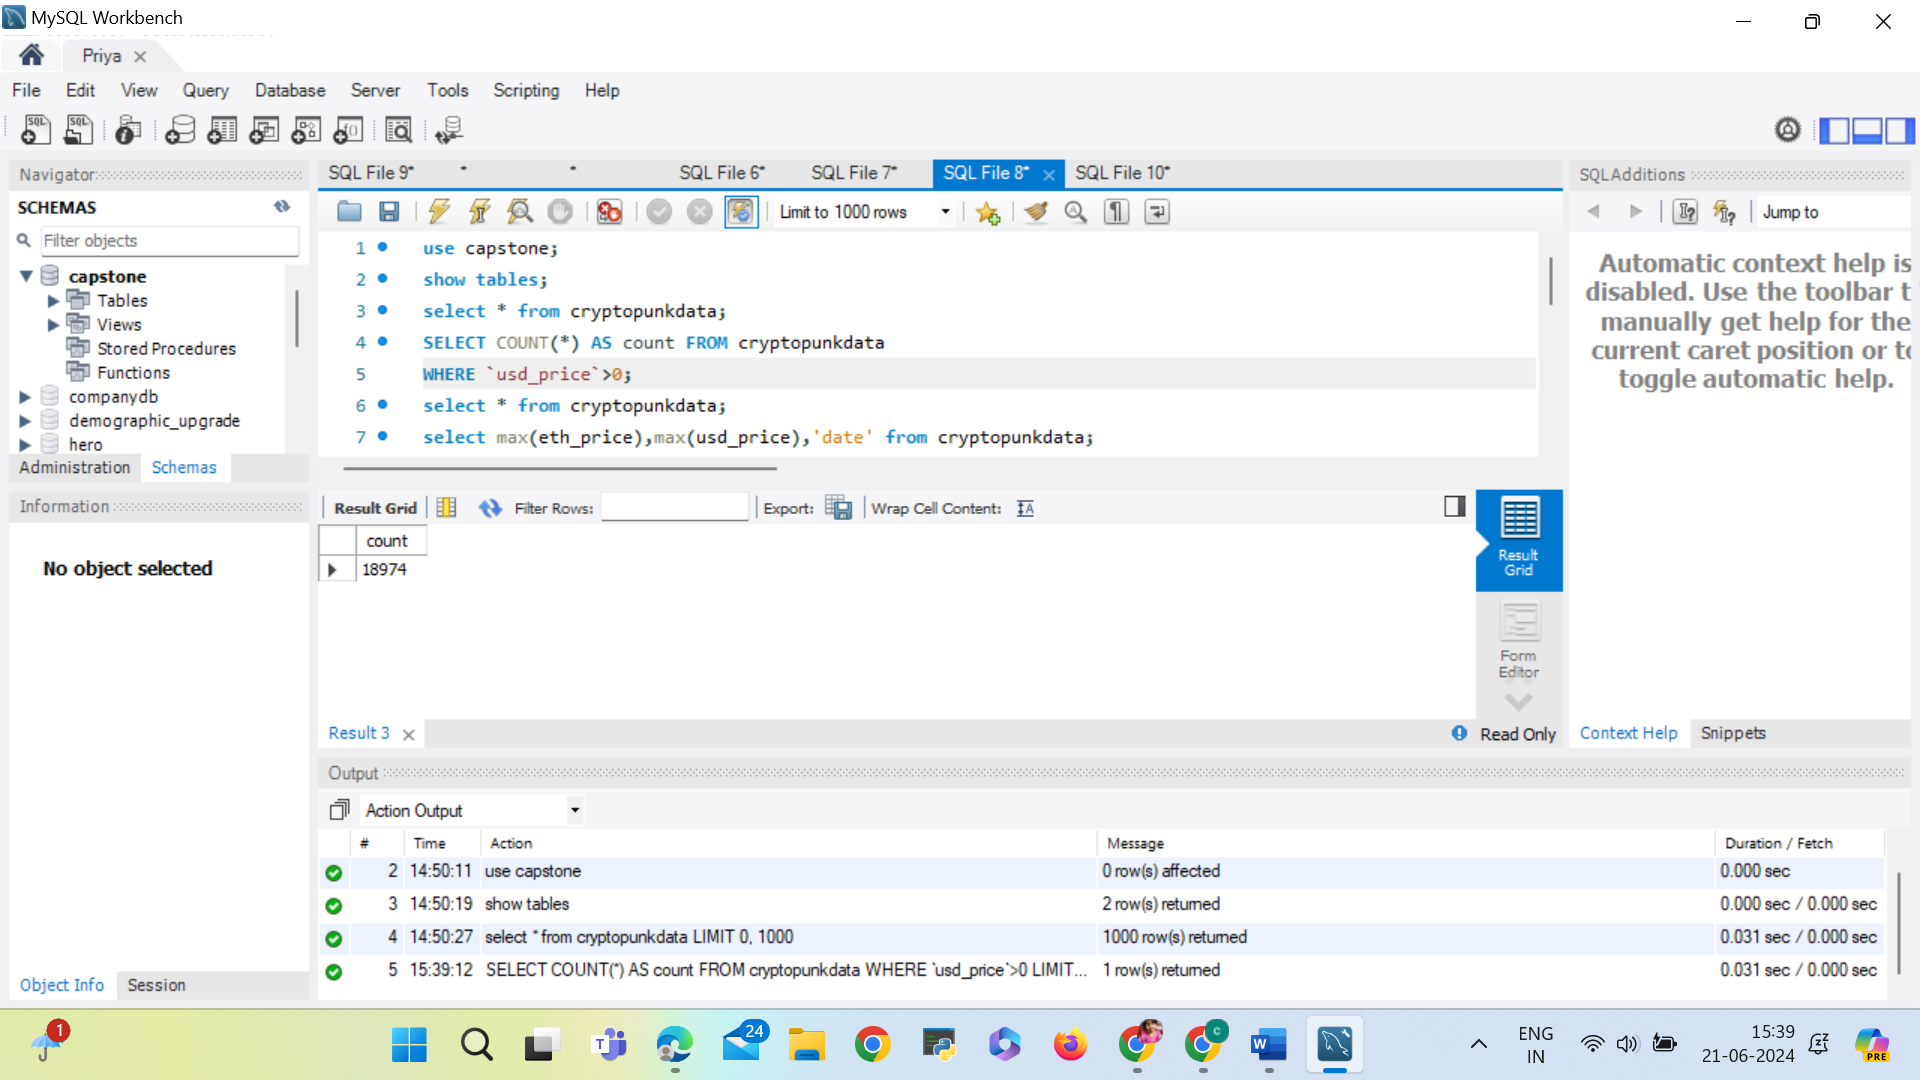 MySQL Workbench
Priya
File Edit View Query Database Server Tools Scripting Help
Navigator
SCHEMAS
Filter objects
capstone
Tables
Views
Stored Procedures
Functions
companydb
demographic_upgrade
hero
Administration Schemas
Information
No object selected
Object Info Session
SQL File 9* * * SQL File 6* SQL File 7* SQL File 8* SQL File 10*
Limit to 1000 rows
1 use capstone;
2 show tables;
3 select * from cryptopunkdata;
4 SELECT COUNT(*) AS count FROM cryptopunkdata
5 WHERE `usd_price`>0;
6 select * from cryptopunkdata;
7 select max(eth_price),max(usd_price),'date' from cryptopunkdata;
Result Grid Filter Rows: Export: Wrap Cell Content:
count
18974
Result Grid
Form Editor
Result 3
Read Only
SQLAdditions
Jump to
Automatic context help is
disabled. Use the toolbar t
manually get help for the
current caret position or to
toggle automatic help.
Context Help Snippets
Output
Action Output
# Time Action Message Duration / Fetch
2 14:50:11 use capstone 0 row(s) affected 0.000 sec
3 14:50:19 show tables 2 row(s) returned 0.000 sec / 0.000 sec
4 14:50:27 select * from cryptopunkdata LIMIT 0, 1000 1000 row(s) returned 0.031 sec / 0.000 sec
5 15:39:12 SELECT COUNT(*) AS count FROM cryptopunkdata WHERE `usd_price`>0 LIMIT... 1 row(s) returned 0.031 sec / 0.000 sec
1
24
C
ENG
IN
15:39
21-06-2024
PRE